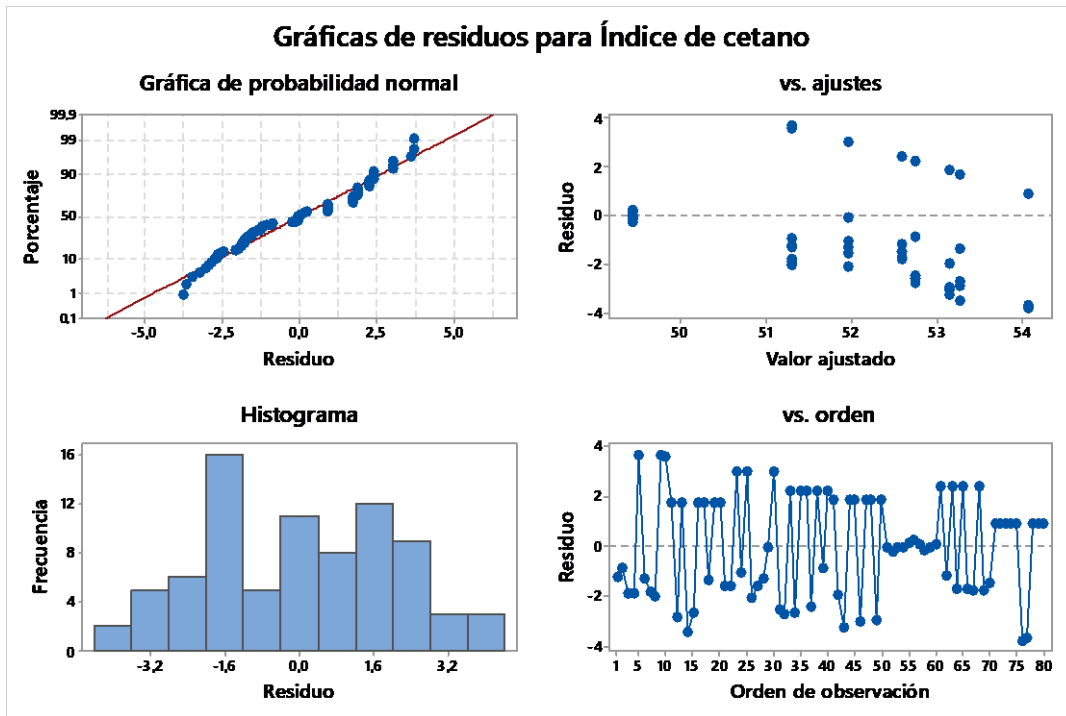 Gráficas de residuos para Índice de cetano
Gráfica de probabilidad normal
Porcentaje
99,9
99
90
50
10
1
0,1
-5,0 -2,5 0,0 2,5 5,0
Residuo
vs. ajustes
Residuo
4
2
0
-2
-4
50 51 52 53 54
Valor ajustado
Histograma
Frecuencia
16
12
8
4
0
-3,2 -1,6 0,0 1,6 3,2
Residuo
vs. orden
Residuo
4
2
0
-2
-4
1 5 10 15 20 25 30 35 40 45 50 55 60 65 70 75 80
Orden de observación